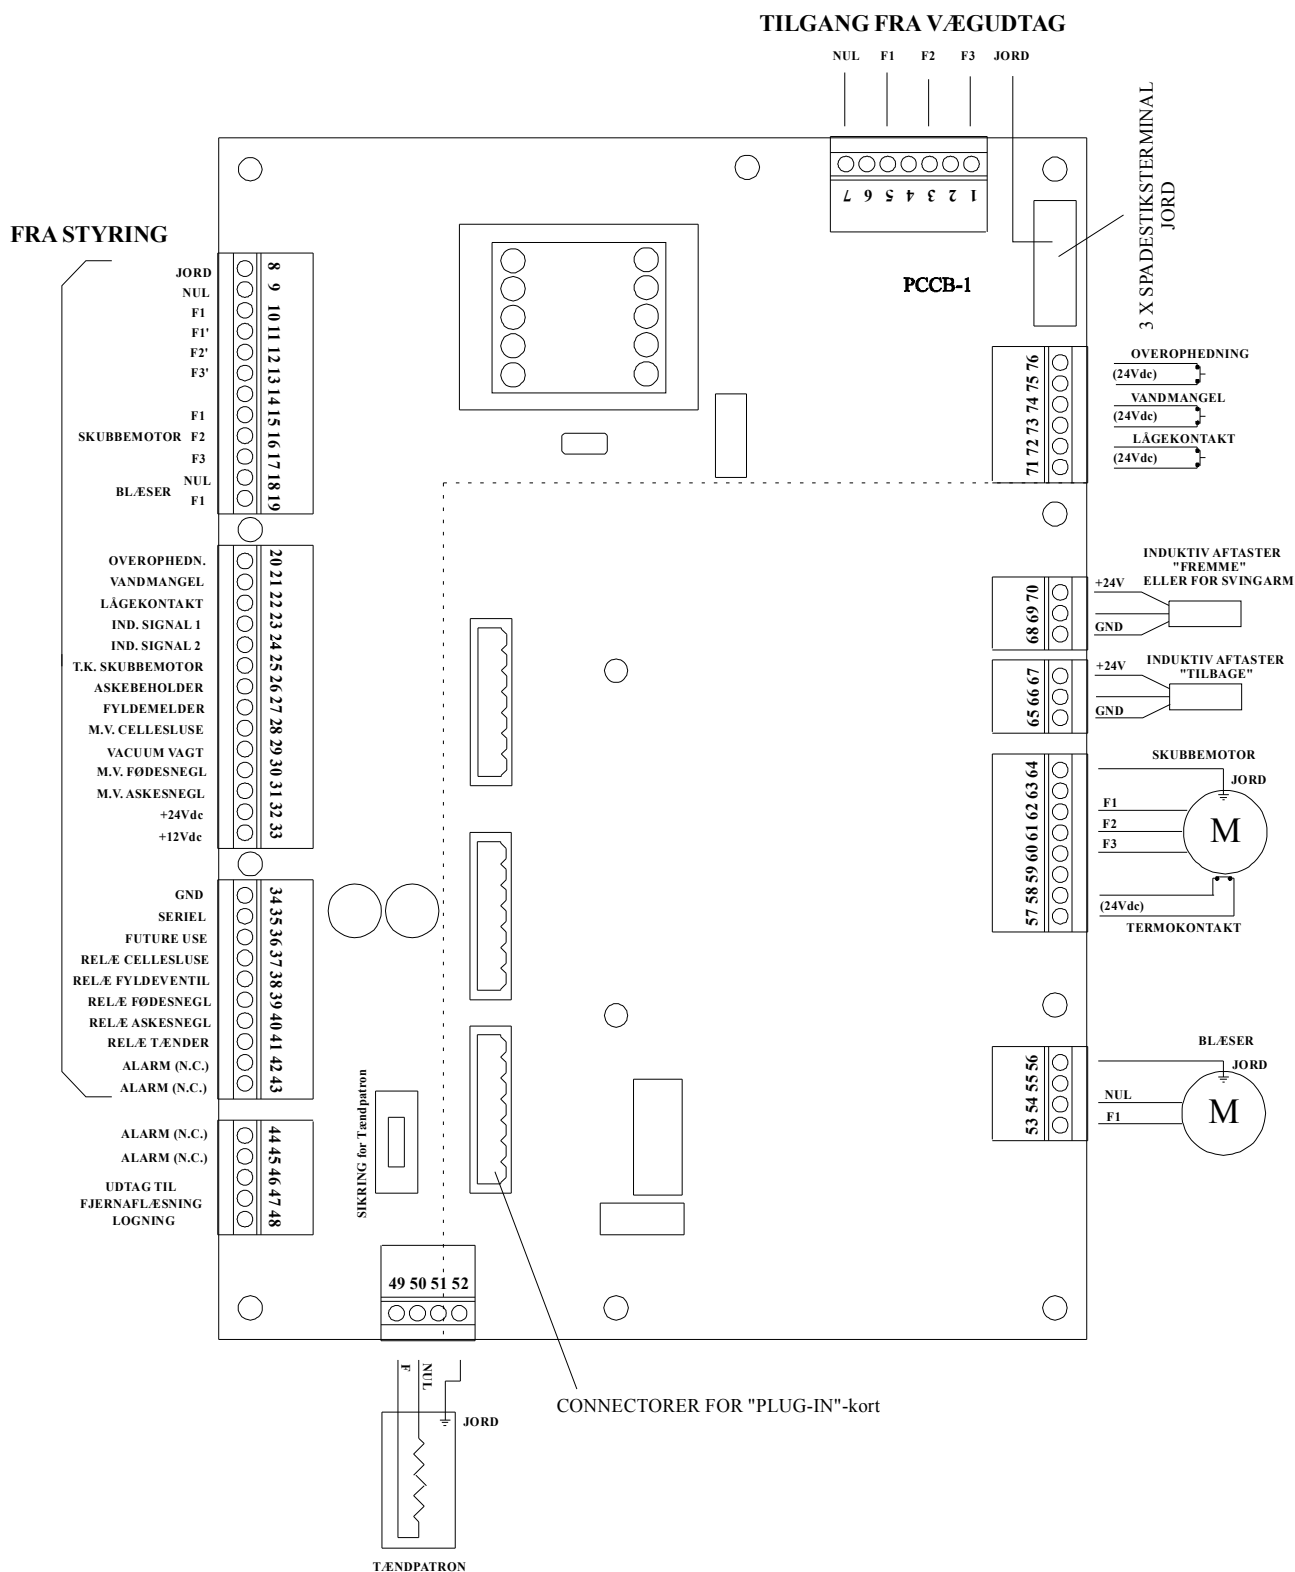 TILGANG FRA VÆGUDTAG
NUL F1 F2 F3 JORD
3 X SPADESTIKSTERMINAL
JORD
7 6 5 4 3 2 1
PCCB-1
FRA STYRING
JORD 8
NUL 9
F1 10
F1' 11
F2' 12
F3' 13
14
F1 15
SKUBBEMOTOR F2 16
F3 17
NUL 18
BLÆSER F1 19
OVEROPHEDN. 20
VANDMANGEL 21
LÅGEKONTAKT 22
IND. SIGNAL 1 23
IND. SIGNAL 2 24
T.K. SKUBBEMOTOR 25
ASKEBEHOLDER 26
FYLDEMELDER 27
M.V. CELLESLUSE 28
VACUUM VAGT 29
M.V. FØDESNEGL 30
M.V. ASKESNEGL 31
+24Vdc 32
+12Vdc 33
GND 34
SERIEL 35
FUTURE USE 36
RELÆ CELLESLUSE 37
RELÆ FYLDEVENTIL 38
RELÆ FØDESNEGL 39
RELÆ ASKESNEGL 40
RELÆ TÆNDER 41
ALARM (N.C.) 42
ALARM (N.C.) 43
ALARM (N.C.) 44
ALARM (N.C.) 45
46
47
48
UDTAG TIL
FJERNAFLÆSNING
LOGNING
SIKRING for Tændpatron
49 50 51 52
F
NUL
JORD
TÆNDPATRON
CONNECTORER FOR "PLUG-IN"-kort
71 72 73 74 75 76
OVEROPHEDNING
(24Vdc)
VANDMANGEL
(24Vdc)
LÅGEKONTAKT
(24Vdc)
68 69 70
INDUKTIV AFTASTER
"FREMME"
ELLER FOR SVINGARM
+24V
GND
65 66 67
INDUKTIV AFTASTER
"TILBAGE"
+24V
GND
57 58 59 60 61 62 63 64
SKUBBEMOTOR
JORD
F1
F2
F3
M
(24Vdc)
TERMOKONTAKT
53 54 55 56
BLÆSER
JORD
NUL
F1
M